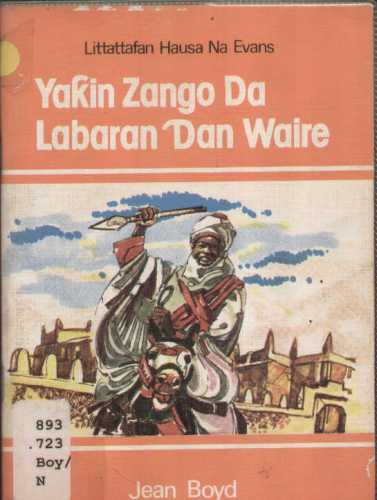 Littattafan Hausa Na Evans
Yaƙin Zango Da
Labaran Ɗan Waire
893
.723
Boy/
N
Jean Boyd